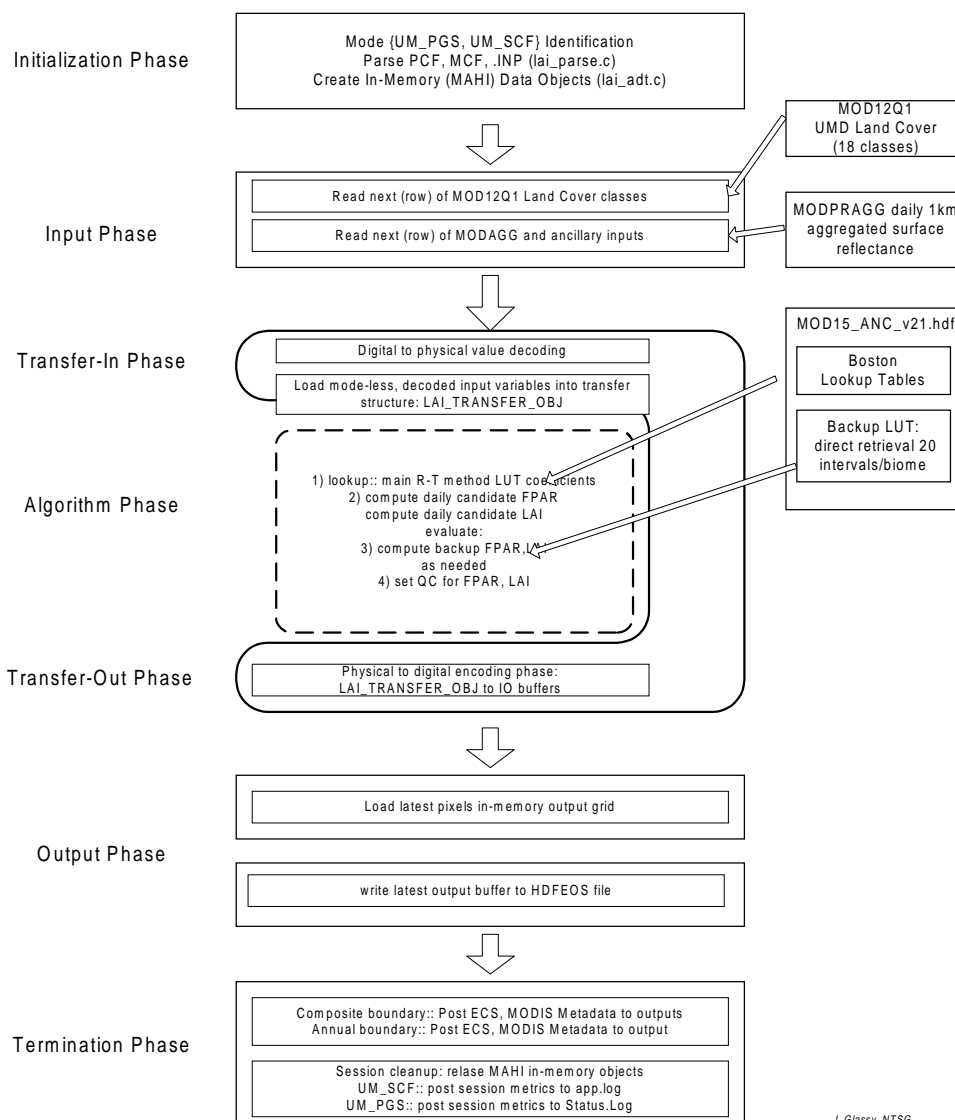 Initialization Phase
Mode {UM_PGS, UM_SCF} Identification
Parse PCF, MCF, .INP (lai_parse.c)
Create In-Memory (MAHI) Data Objects (lai_adt.c)
MOD12Q1
UMD Land Cover
(18 classes)
Input Phase
Read next (row) of MOD12Q1 Land Cover classes
Read next (row) of MODAGG and ancillary inputs
MODPRAGG daily 1km
aggregated surface
reflectance
Transfer-In Phase
Digital to physical value decoding
Load mode-less, decoded input variables into transfer
structure: LAI_TRANSFER_OBJ
MOD15_ANC_v21.hdf
Boston
Lookup Tables
Backup LUT:
direct retrieval 20
intervals/biome
Algorithm Phase
1) lookup:: main R-T method LUT coefficients
2) compute daily candidate FPAR
compute daily candidate LAI
evaluate:
3) compute backup FPAR, LAI
as needed
4) set QC for FPAR, LAI
Transfer-Out Phase
Physical to digital encoding phase:
LAI_TRANSFER_OBJ to IO buffers
Output Phase
Load latest pixels in-memory output grid
write latest output buffer to HDFEOS file
Termination Phase
Composite boundary:: Post ECS, MODIS Metadata to outputs
Annual boundary:: Post ECS, MODIS Metadata to output
Session cleanup: relase MAHI in-memory objects
UM_SCF:: post session metrics to app.log
UM_PGS:: post session metrics to Status.Log
J. Glassy, NTSG